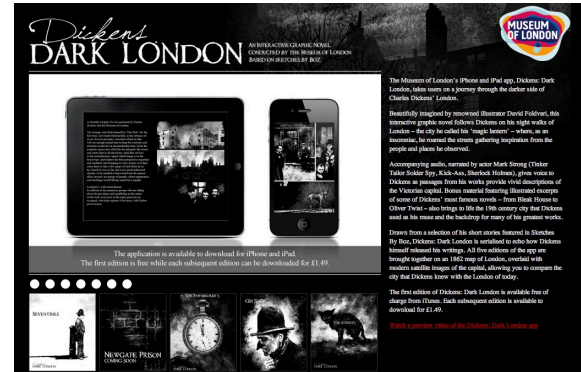 Dickens
DARK LONDON
AN INTERACTIVE GRAPHIC NOVEL
CONDUCTED BY THE MUSEUM OF LONDON
BASED ON SKETCHES BY BOZ
MUSEUM
OF LONDON
The application is available to download for iPhone and iPad.
The first edition is free while each subsequent edition can be downloaded for £1.49.
SEVEN DIALS
NEWGATE PRISON
COMING SOON
GIN
The Museum of London's iPhone and iPad app, Dickens: Dark
London, takes users on a journey through the darker side of
Charles Dickens' London.
Beautifully imagined by renowned illustrator David Foldvari, this
interactive graphic novel follows Dickens on his night walks of
London – the city he called his 'magic lantern' – where, as an
insomniac, he roamed the streets gathering inspiration from the
people and places he observed.
Accompanying audio, narrated by actor Mark Strong (Tinker
Tailor Solder Spy, Kick-Ass, Sherlock Holmes), gives voice to
Dickens as passages from his works provide vivid descriptions of
the Victorian capital. Bonus material featuring illustrated excerpts
of some of Dickens' most famous novels – from Bleak House to
Oliver Twist – also brings to life the 19th century city that Dickens
used as his muse and the backdrop for many of his greatest works.
Drawn from a selection of his short stories featured in Sketches
By Boz, Dickens: Dark London is serialised to echo how Dickens
himself released his writings. All five editions of the app are
brought together on an 1862 map of London, overlaid with
modern satellite images of the capital, allowing you to compare the
city that Dickens knew with the London of today.
The first edition of Dickens: Dark London is available free of
charge from iTunes. Each subsequent edition is available to
download for £1.49.
Watch a preview video of the Dickens: Dark London app